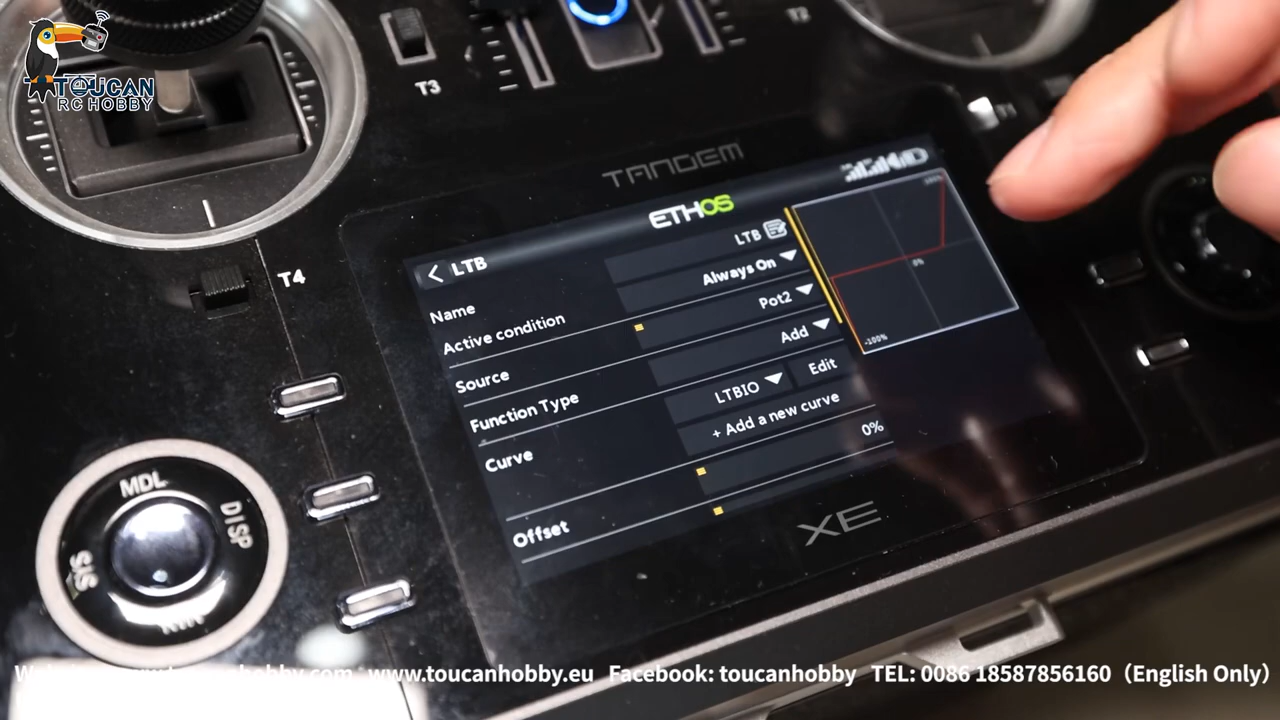 TOUCAN
RC HOBBY
T3
T4
TANDEM
ETHOS
LTB
Name
LTB
Active condition
Always On
Source
Pot2
Function Type
Add
Curve
LTBIO
Edit
+ Add a new curve
Offset
0%
100%
0%
-100%
XE
MDL
DISP
SYS
www.toucanhobby.eu Facebook: toucanhobby TEL: 0086 18587856160（English Only）